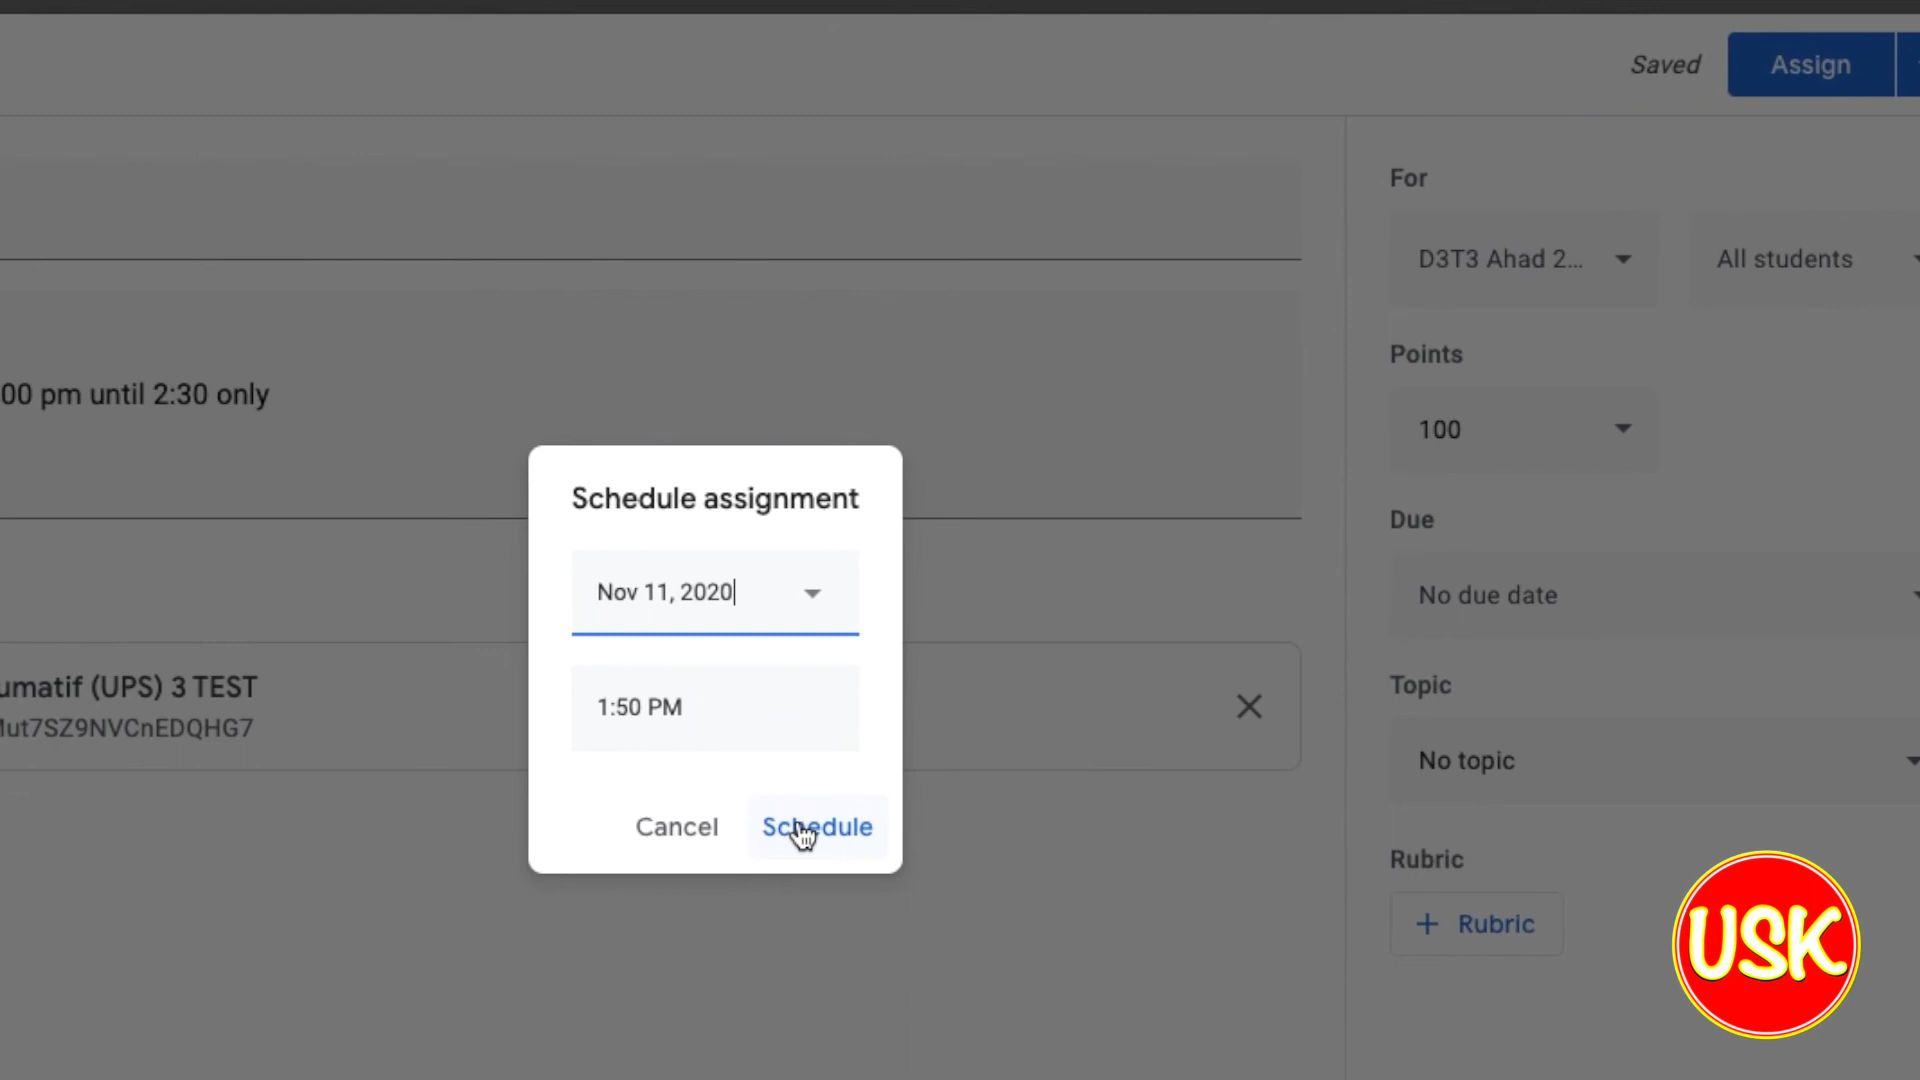 Saved
Assign
For
D3T3 Ahad 2...
All students
Points
100
00 pm until 2:30 only
Schedule assignment
Nov 11, 2020
1:50 PM
Cancel
Schedule
Due
No due date
umatif (UPS) 3 TEST
Mut7SZ9NVCnEDQHG7
Topic
No topic
Rubric
+ Rubric
USK